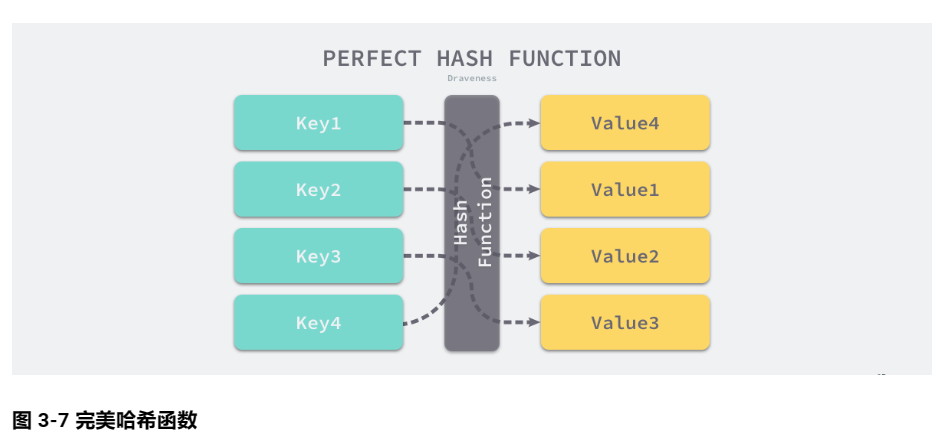 PERFECT HASH FUNCTION
Draveness
Key1
Value4
Key2
Value1
Hash
Function
Key3
Value2
Key4
Value3
图 3-7 完美哈希函数